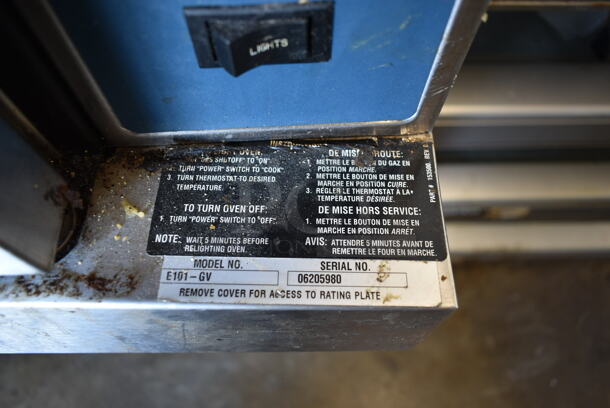 LIGHTS
OVEN:
SHUTOFF TO "ON"
TURN "POWER" SWITCH TO "COOK"
3. TURN THERMOSTAT TO DESIRED
TEMPERATURE.
TO TURN OVEN OFF:
1. TURN "POWER" SWITCH TO "OFF".
NOTE: WAIT 5 MINUTES BEFORE
RELIGHTING OVEN.
DE MISE ROUTE:
1. METTRE LE DU GAZ EN
POSITION MARCHE.
2. METTRE LE BOUTON DE MISE EN
MARCHE EN POSITION CUIRE.
3. RÉGLER LE THERMOSTAT A LA
TEMPERATURE DÉSIRÉE.
DE MISE HORS SERVICE:
1. METTRE LE BOUTON DE MISE EN
MARCHE EN POSITION ARRÊT.
AVIS: ATTENDRE 5 MINUTES AVANT DE
REMETTRE LE FOUR EN MARCHE.
PART # 153086 REV
MODEL NO. SERIAL NO.
E101-GV 06205980
REMOVE COVER FOR ACCESS TO RATING PLATE